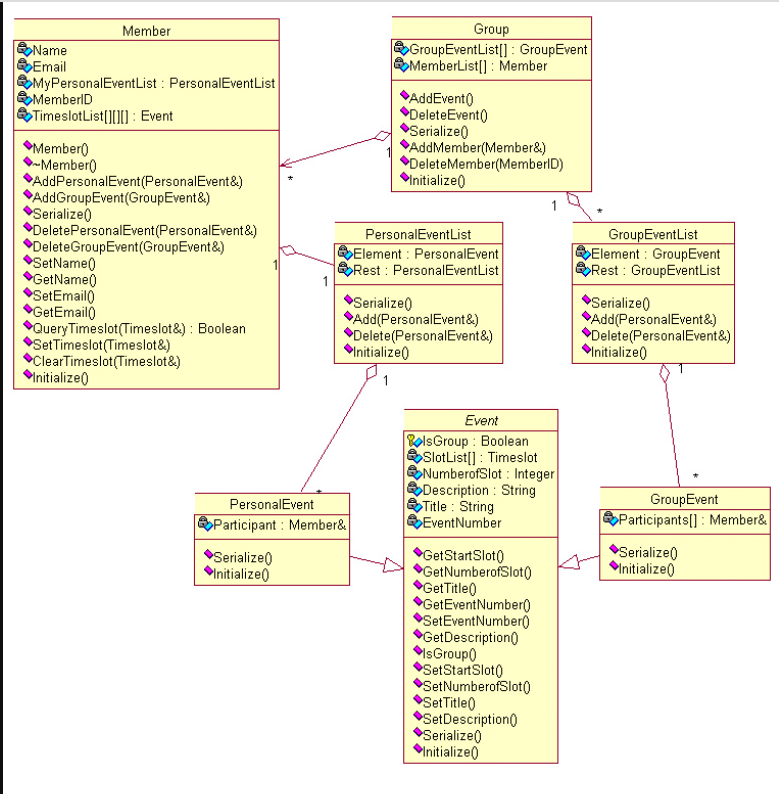 Member
Name
Email
MyPersonalEventList : PersonalEventList
MemberID
TimeslotList[][][] : Event
Member()
~Member()
AddPersonalEvent(PersonalEvent&)
AddGroupEvent(GroupEvent&)
Serialize()
DeletePersonalEvent(PersonalEvent&)
DeleteGroupEvent(GroupEvent&)
SetName()
GetName()
SetEmail()
GetEmail()
QueryTimeslot(Timeslot&) : Boolean
SetTimeslot(Timeslot&)
ClearTimeslot(Timeslot&)
Initialize()
Group
GroupEventList[] : GroupEvent
MemberList[] : Member
AddEvent()
DeleteEvent()
Serialize()
AddMember(Member&)
DeleteMember(MemberID)
Initialize()
1
*
1
*
1
1
PersonalEventList
Element : PersonalEvent
Rest : PersonalEventList
Serialize()
Add(PersonalEvent&)
Delete(PersonalEvent&)
Initialize()
1
*
GroupEventList
Element : GroupEvent
Rest : GroupEventList
Serialize()
Add(PersonalEvent&)
Delete(PersonalEvent&)
Initialize()
1
*
PersonalEvent
Participant : Member&
Serialize()
Initialize()
Event
IsGroup : Boolean
SlotList[] : Timeslot
NumberofSlot : Integer
Description : String
Title : String
EventNumber
GetStartSlot()
GetNumberofSlot()
GetTitle()
GetEventNumber()
SetEventNumber()
GetDescription()
IsGroup()
SetStartSlot()
SetNumberofSlot()
SetTitle()
SetDescription()
Serialize()
Initialize()
GroupEvent
Participants[] : Member&
Serialize()
Initialize()